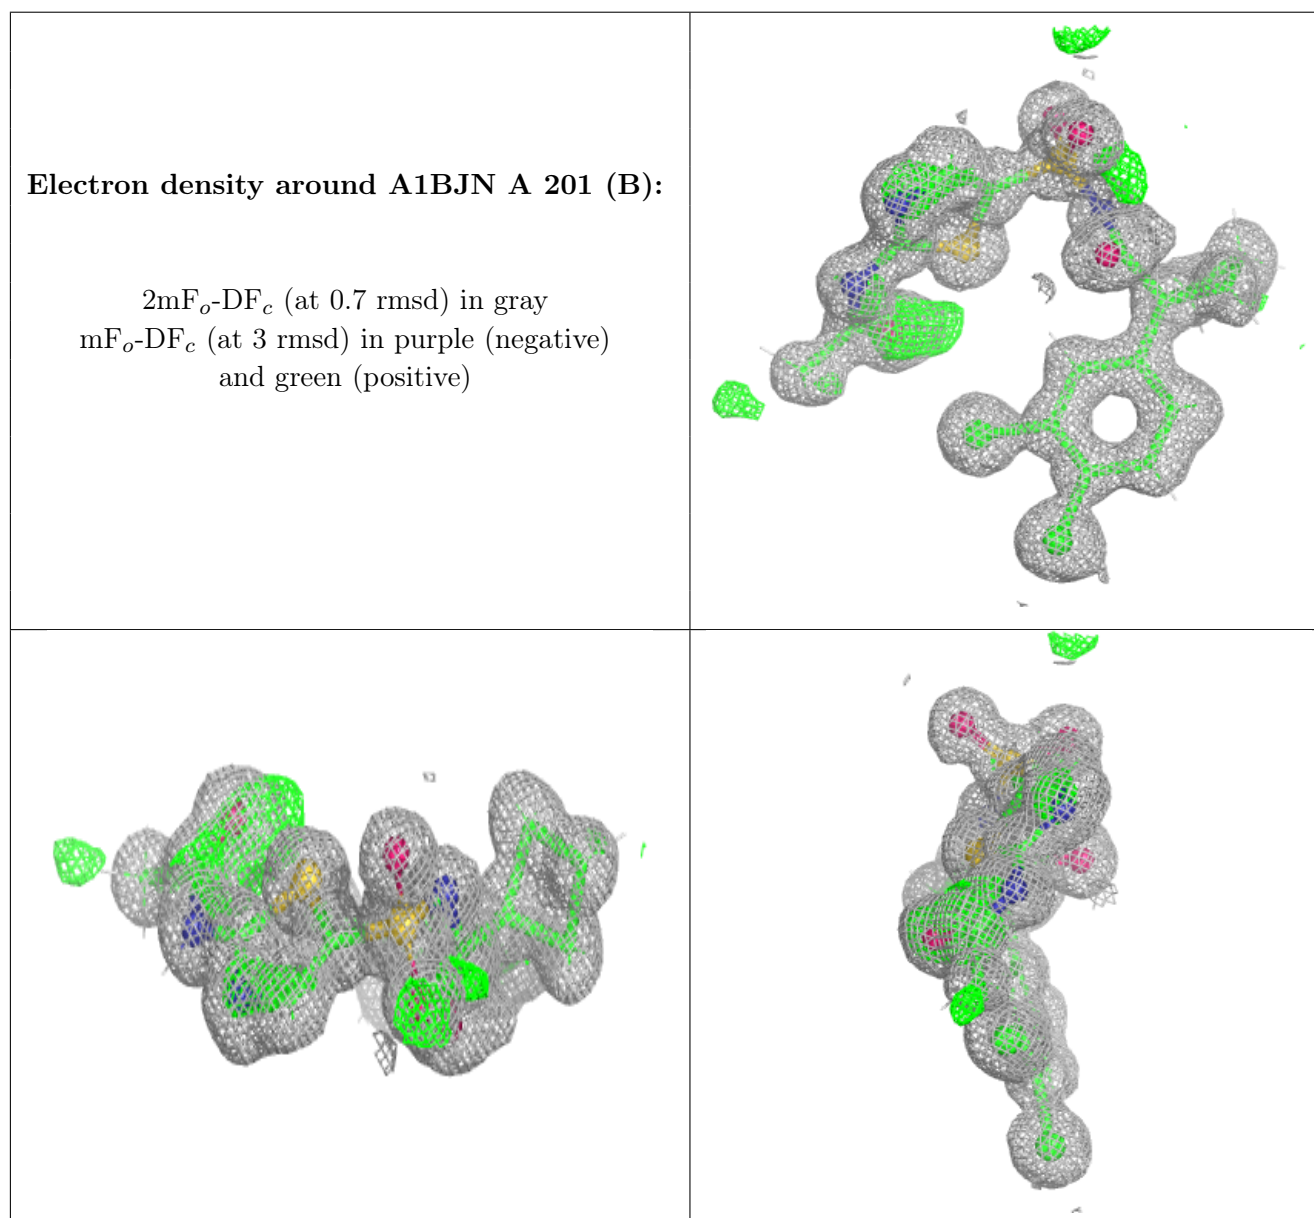 Electron density around A1BJN A 201 (B):
2mFₒ-DF𝒸 (at 0.7 rmsd) in gray
mFₒ-DF𝒸 (at 3 rmsd) in purple (negative)
and green (positive)